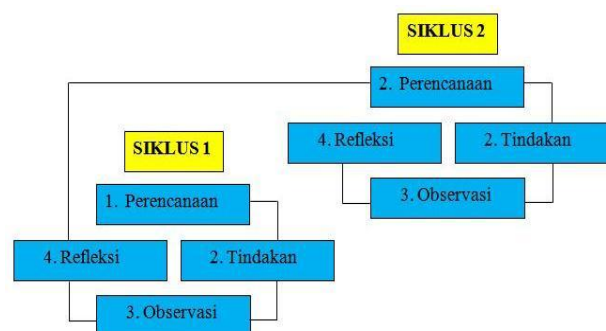 SIKLUS 2
2. Perencanaan
4. Refleksi
2. Tindakan
3. Observasi
SIKLUS 1
1. Perencanaan
4. Refleksi
2. Tindakan
3. Observasi